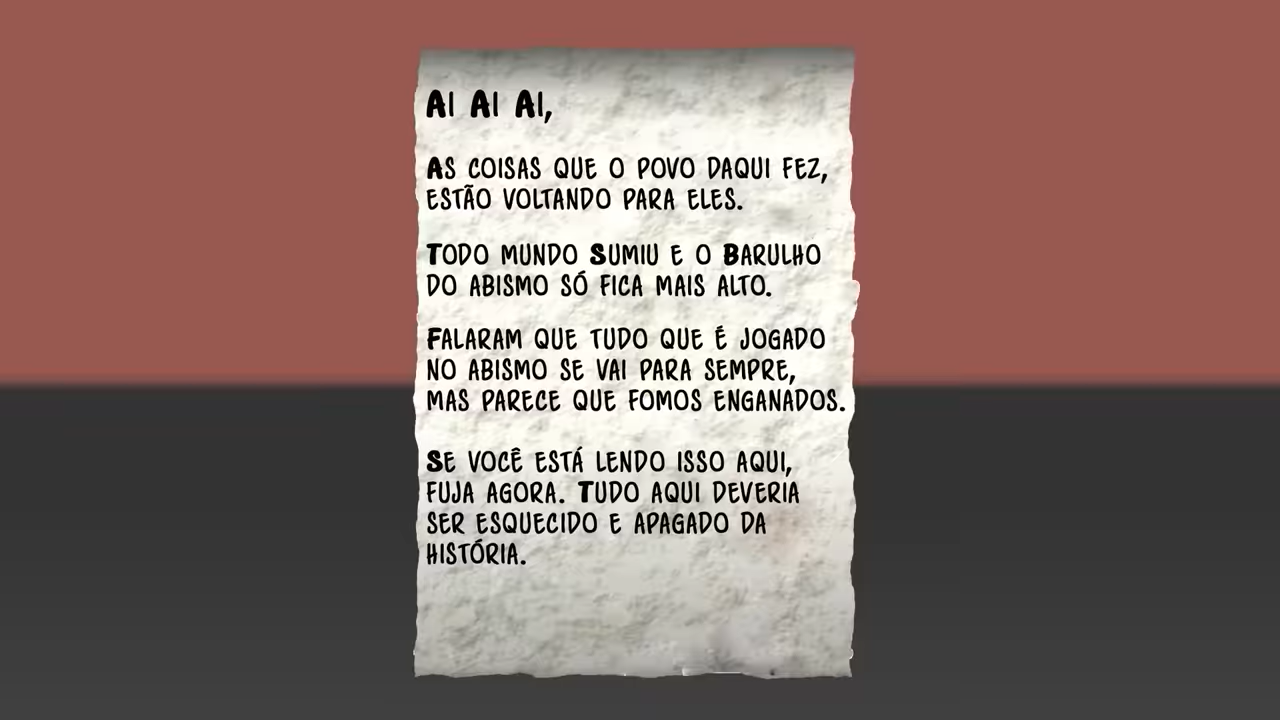 AI AI AI,
AS COISAS QUE O POVO DAQUI FEZ,
ESTÃO VOLTANDO PARA ELES.
TODO MUNDO SUMIU E O BARULHO
DO ABISMO SÓ FICA MAIS ALTO.
FALARAM QUE TUDO QUE É JOGADO
NO ABISMO SE VAI PARA SEMPRE,
MAS PARECE QUE FOMOS ENGANADOS.
SE VOCÊ ESTÁ LENDO ISSO AQUI,
FUJA AGORA. TUDO AQUI DEVERIA
SER ESQUECIDO E APAGADO DA
HISTÓRIA.